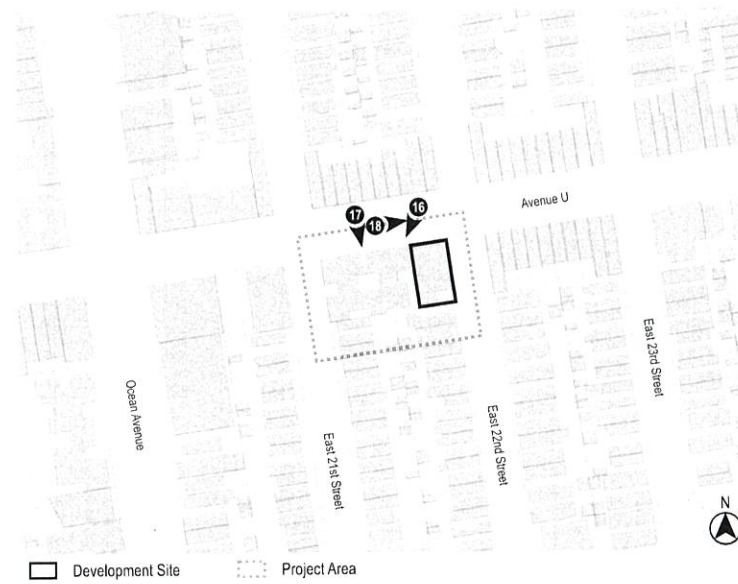 Avenue U
17
18
16
Ocean Avenue
East 21st Street
East 22nd Street
East 23rd Street
N
Development Site
Project Area